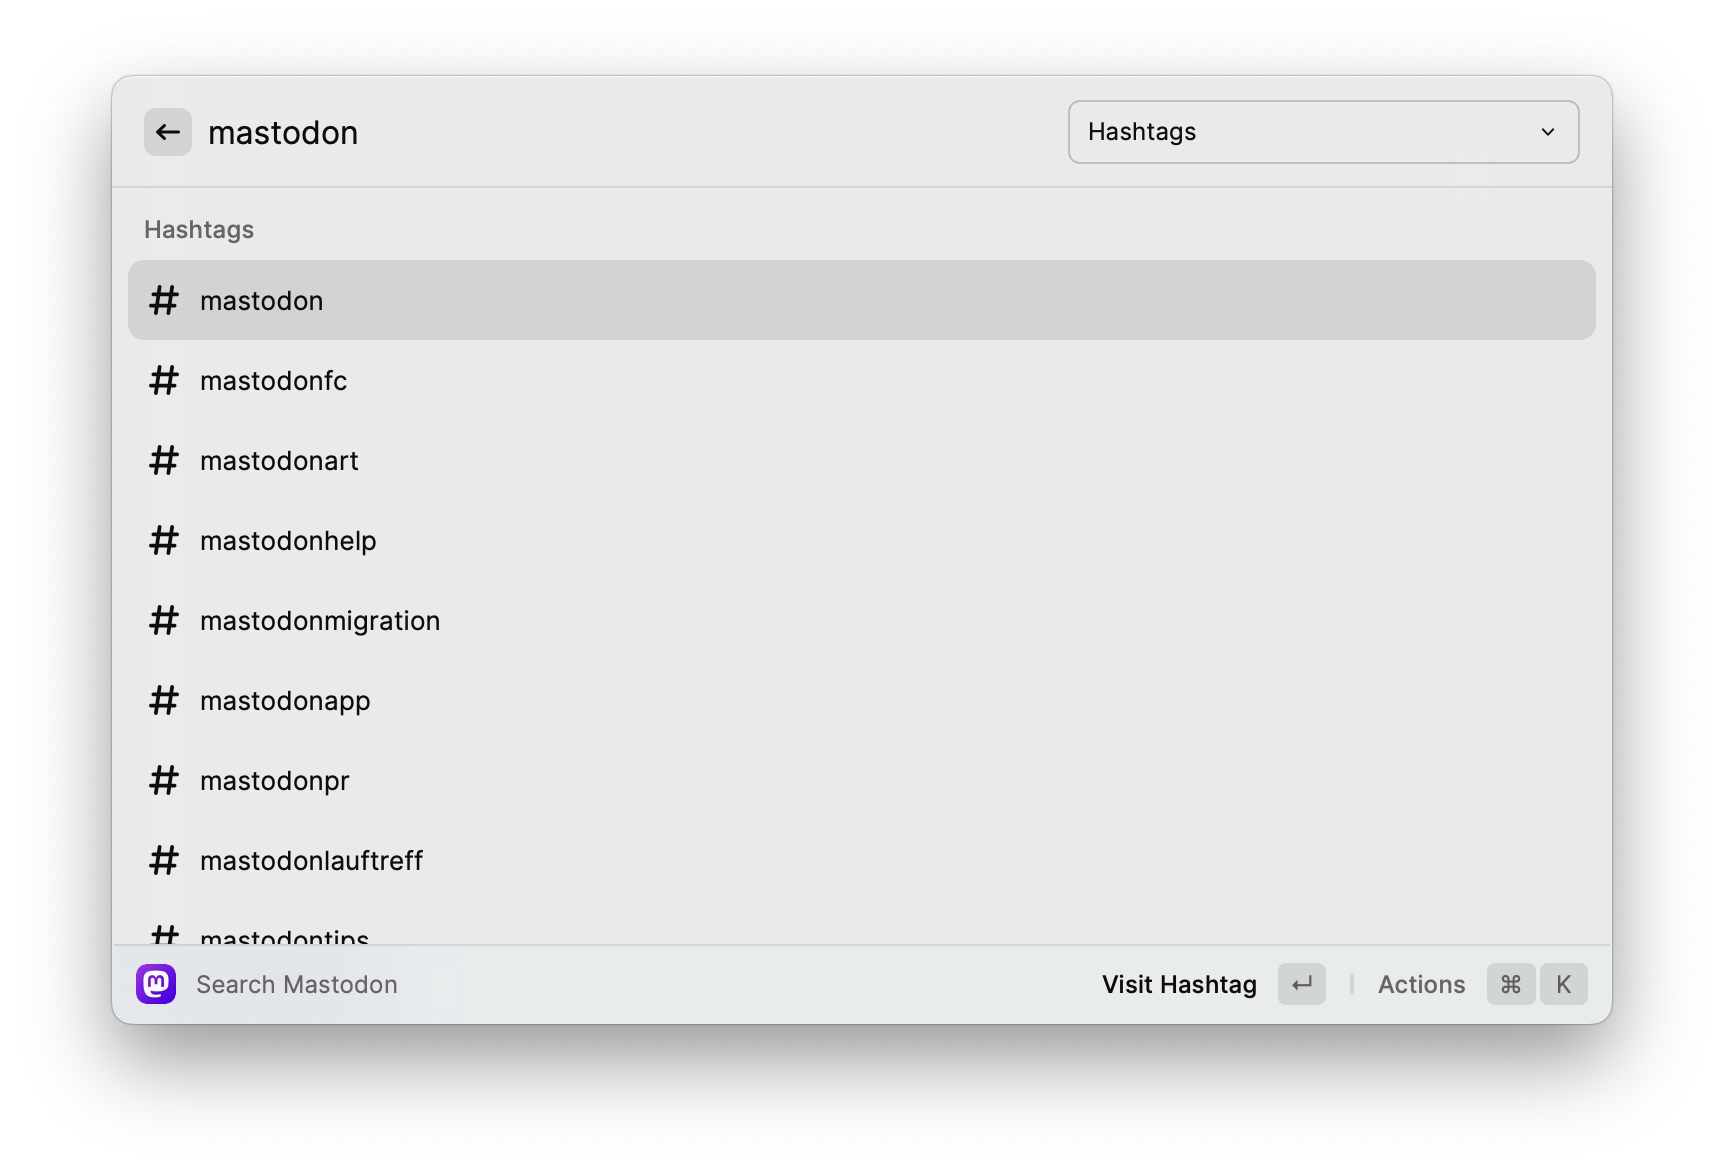 mastodon
Hashtags
Hashtags
# mastodon
# mastodonfc
# mastodonart
# mastodonhelp
# mastodonmigration
# mastodonapp
# mastodonpr
# mastodonlauftreff
# mastodontips
Search Mastodon
Visit Hashtag ↵
Actions ⌘ K